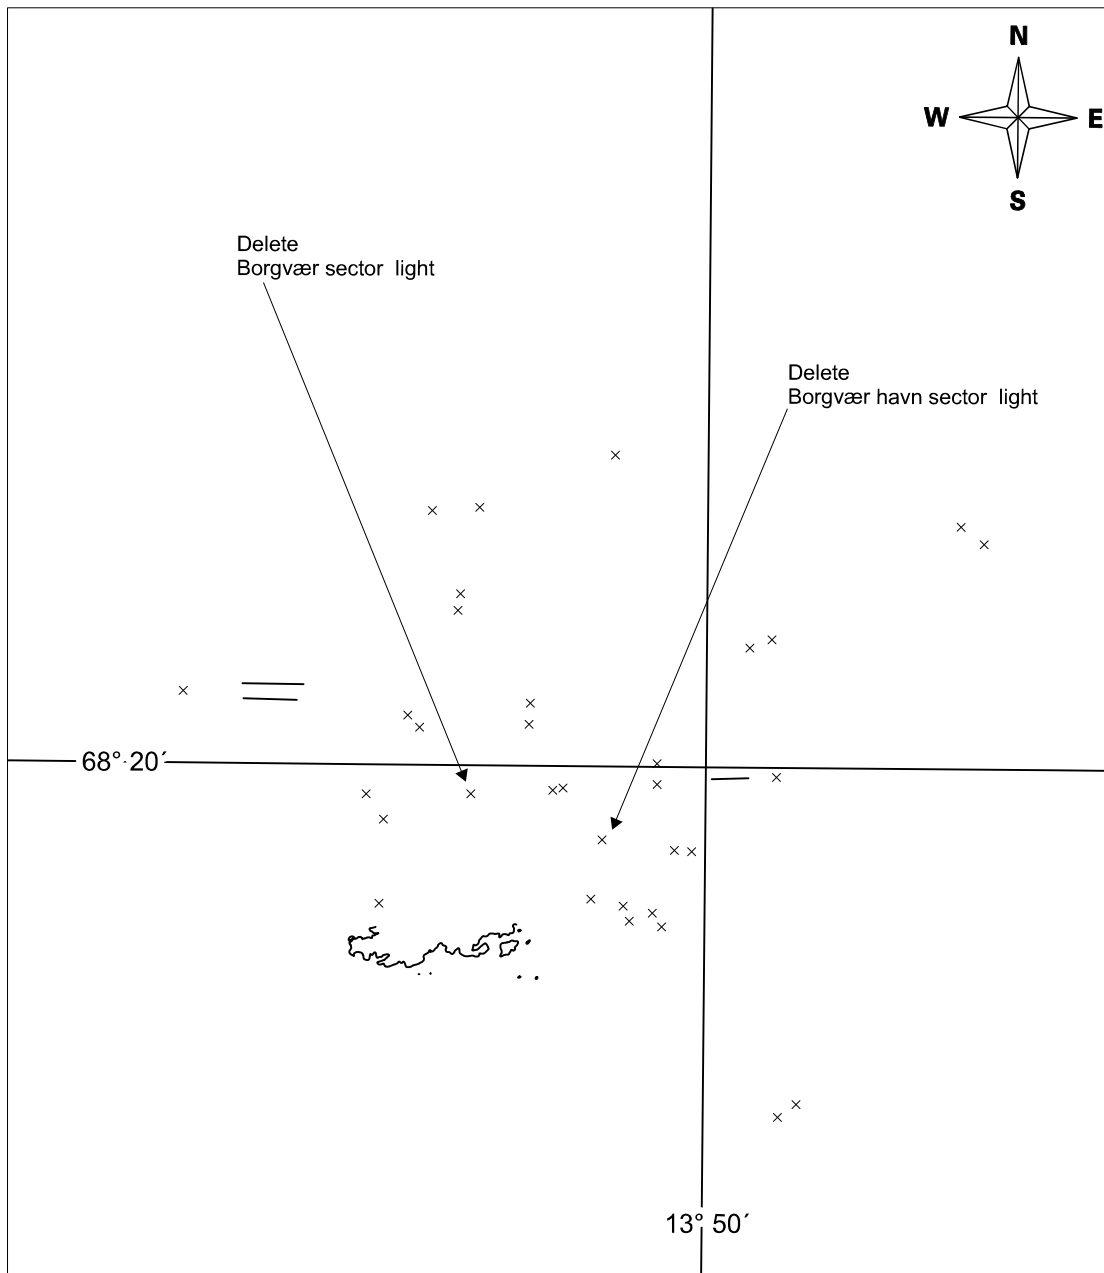 N
W E
S
Delete
Borgvær sector light
Delete
Borgvær havn sector light
68° 20´
13° 50´